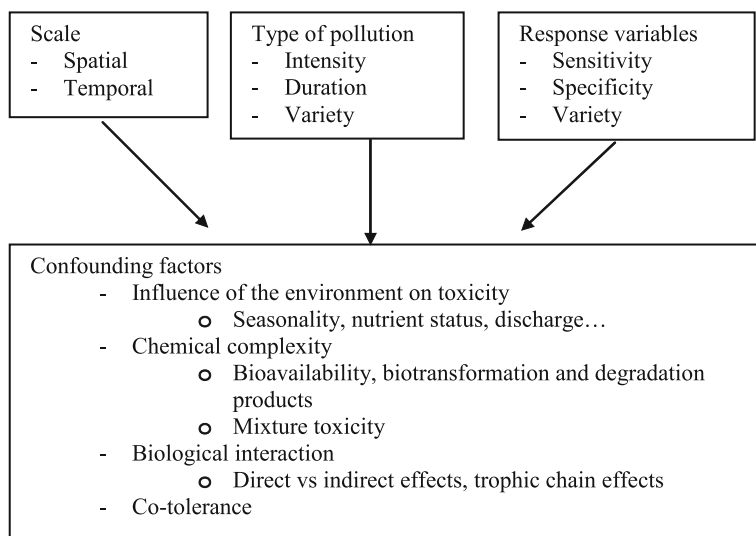 Scale
- Spatial
- Temporal
Type of pollution
- Intensity
- Duration
- Variety
Response variables
- Sensitivity
- Specificity
- Variety
Confounding factors
- Influence of the environment on toxicity
o Seasonality, nutrient status, discharge…
- Chemical complexity
o Bioavailability, biotransformation and degradation
products
o Mixture toxicity
- Biological interaction
o Direct vs indirect effects, trophic chain effects
- Co-tolerance